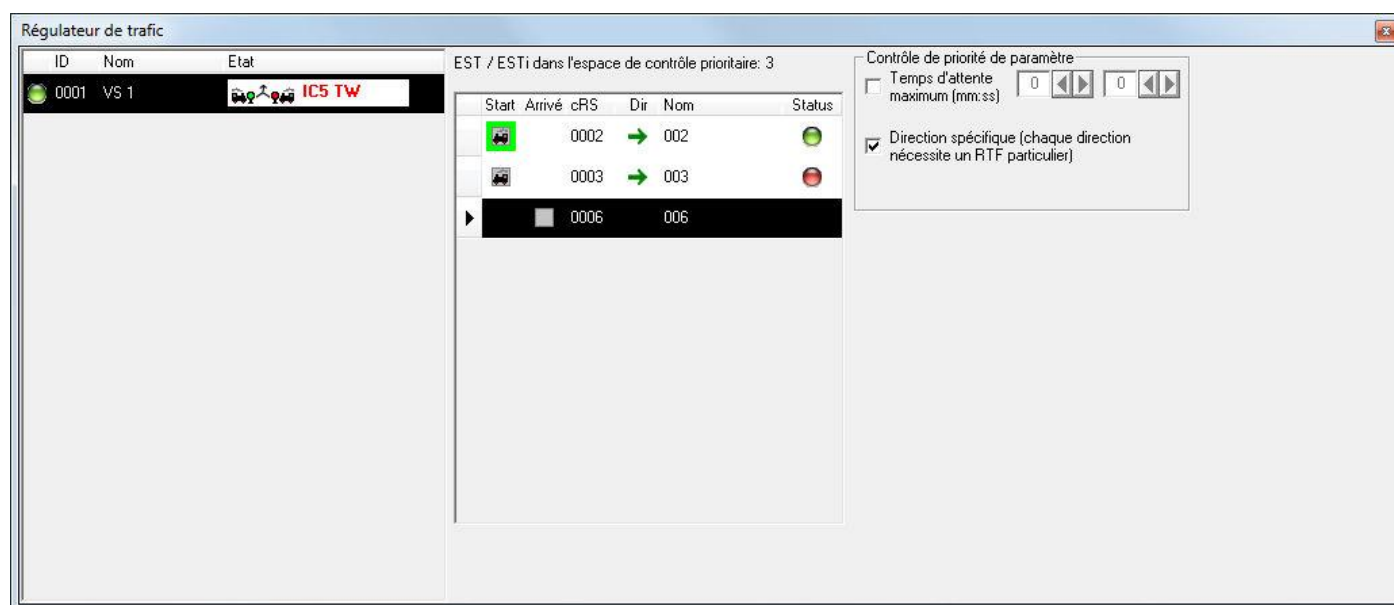 Régulateur de trafic
ID Nom Etat
0001 VS 1 IC5 TW
EST / ESTi dans l'espace de contrôle prioritaire: 3
Start Arrivé cRS Dir Nom Status
0002 002
0003 003
0006 006
Contrôle de priorité de paramètre
Temps d'attente
maximum (mm:ss)
0 0
Direction spécifique (chaque direction
nécessite un RTF particulier)